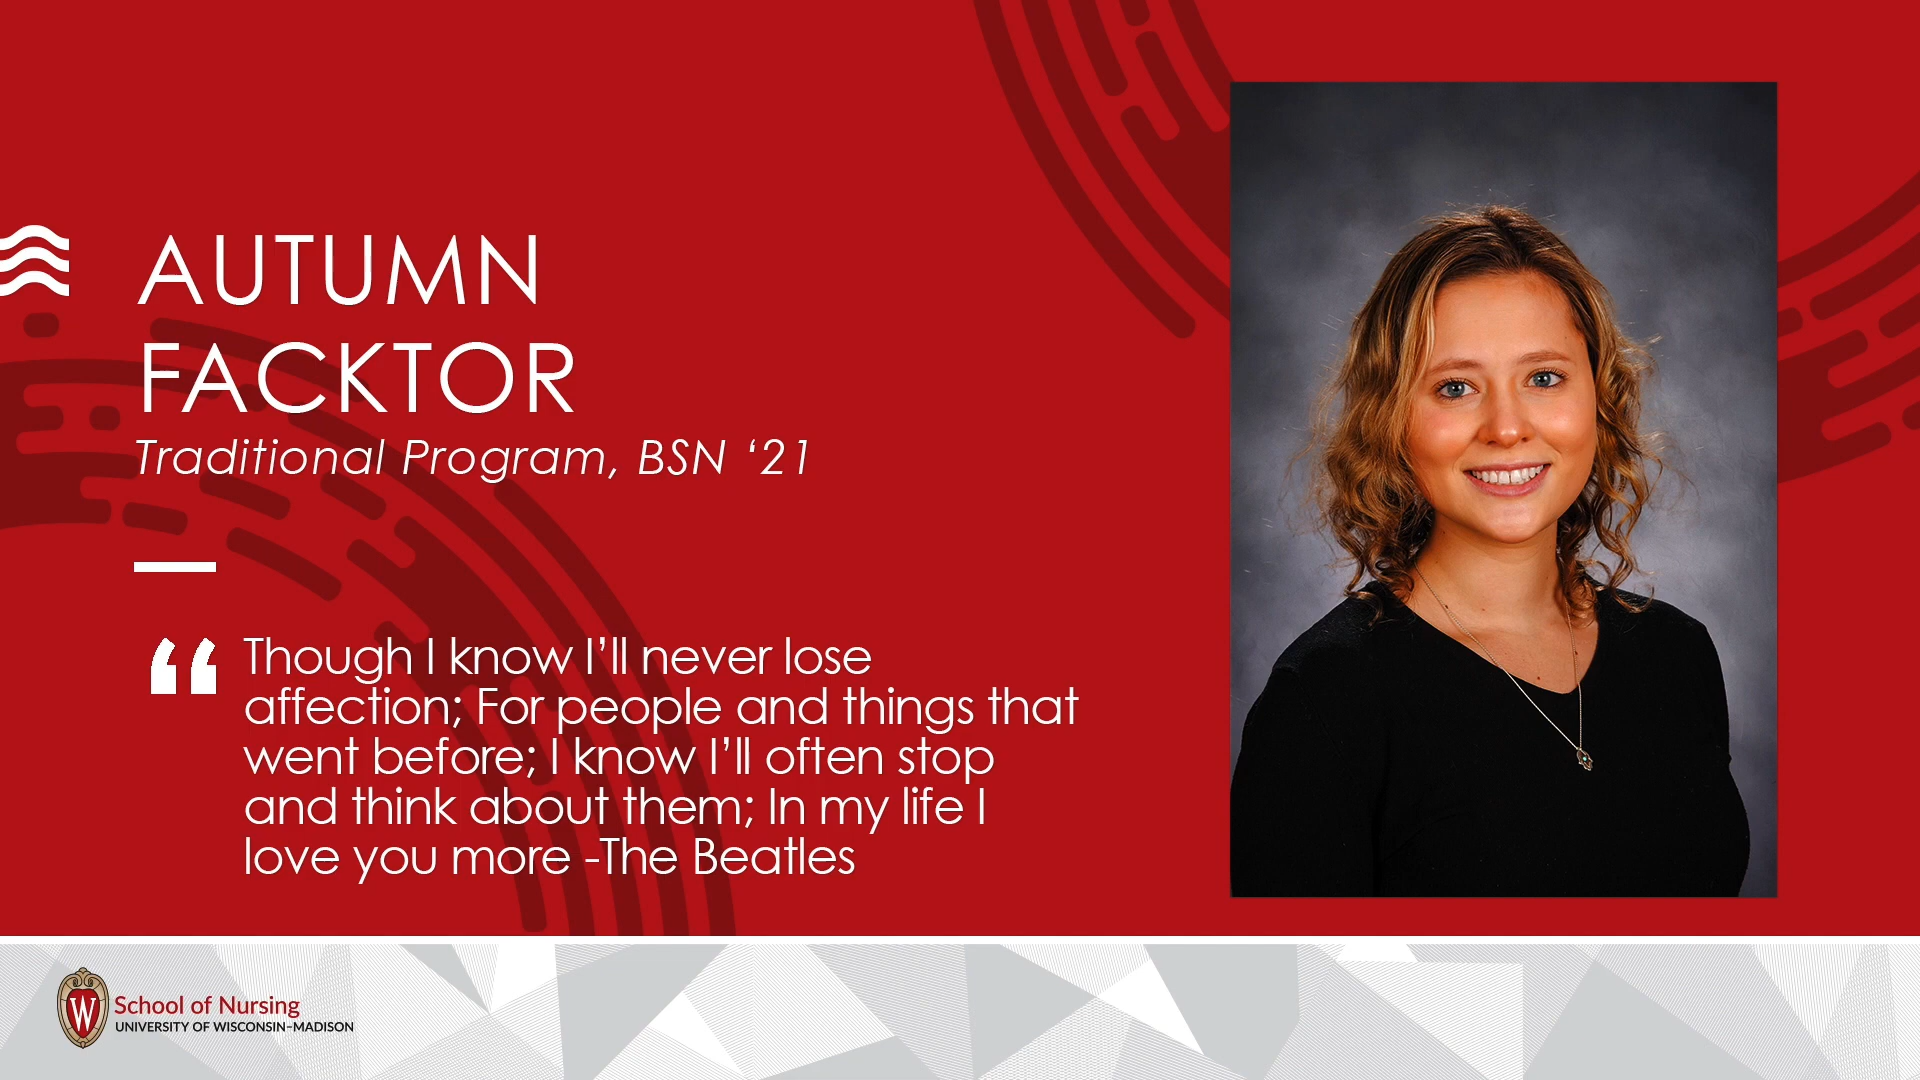 AUTUMN
FACKTOR
Traditional Program, BSN ‘21
“ Though I know I’ll never lose
affection; For people and things that
went before; I know I’ll often stop
and think about them; In my life I
love you more -The Beatles
W
School of Nursing
UNIVERSITY OF WISCONSIN–MADISON